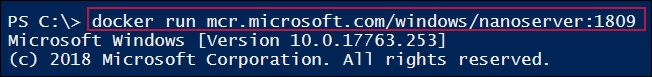 PS C:\> docker run mcr.microsoft.com/windows/nanoserver:1809
Microsoft Windows [Version 10.0.17763.253]
(c) 2018 Microsoft Corporation. All rights reserved.